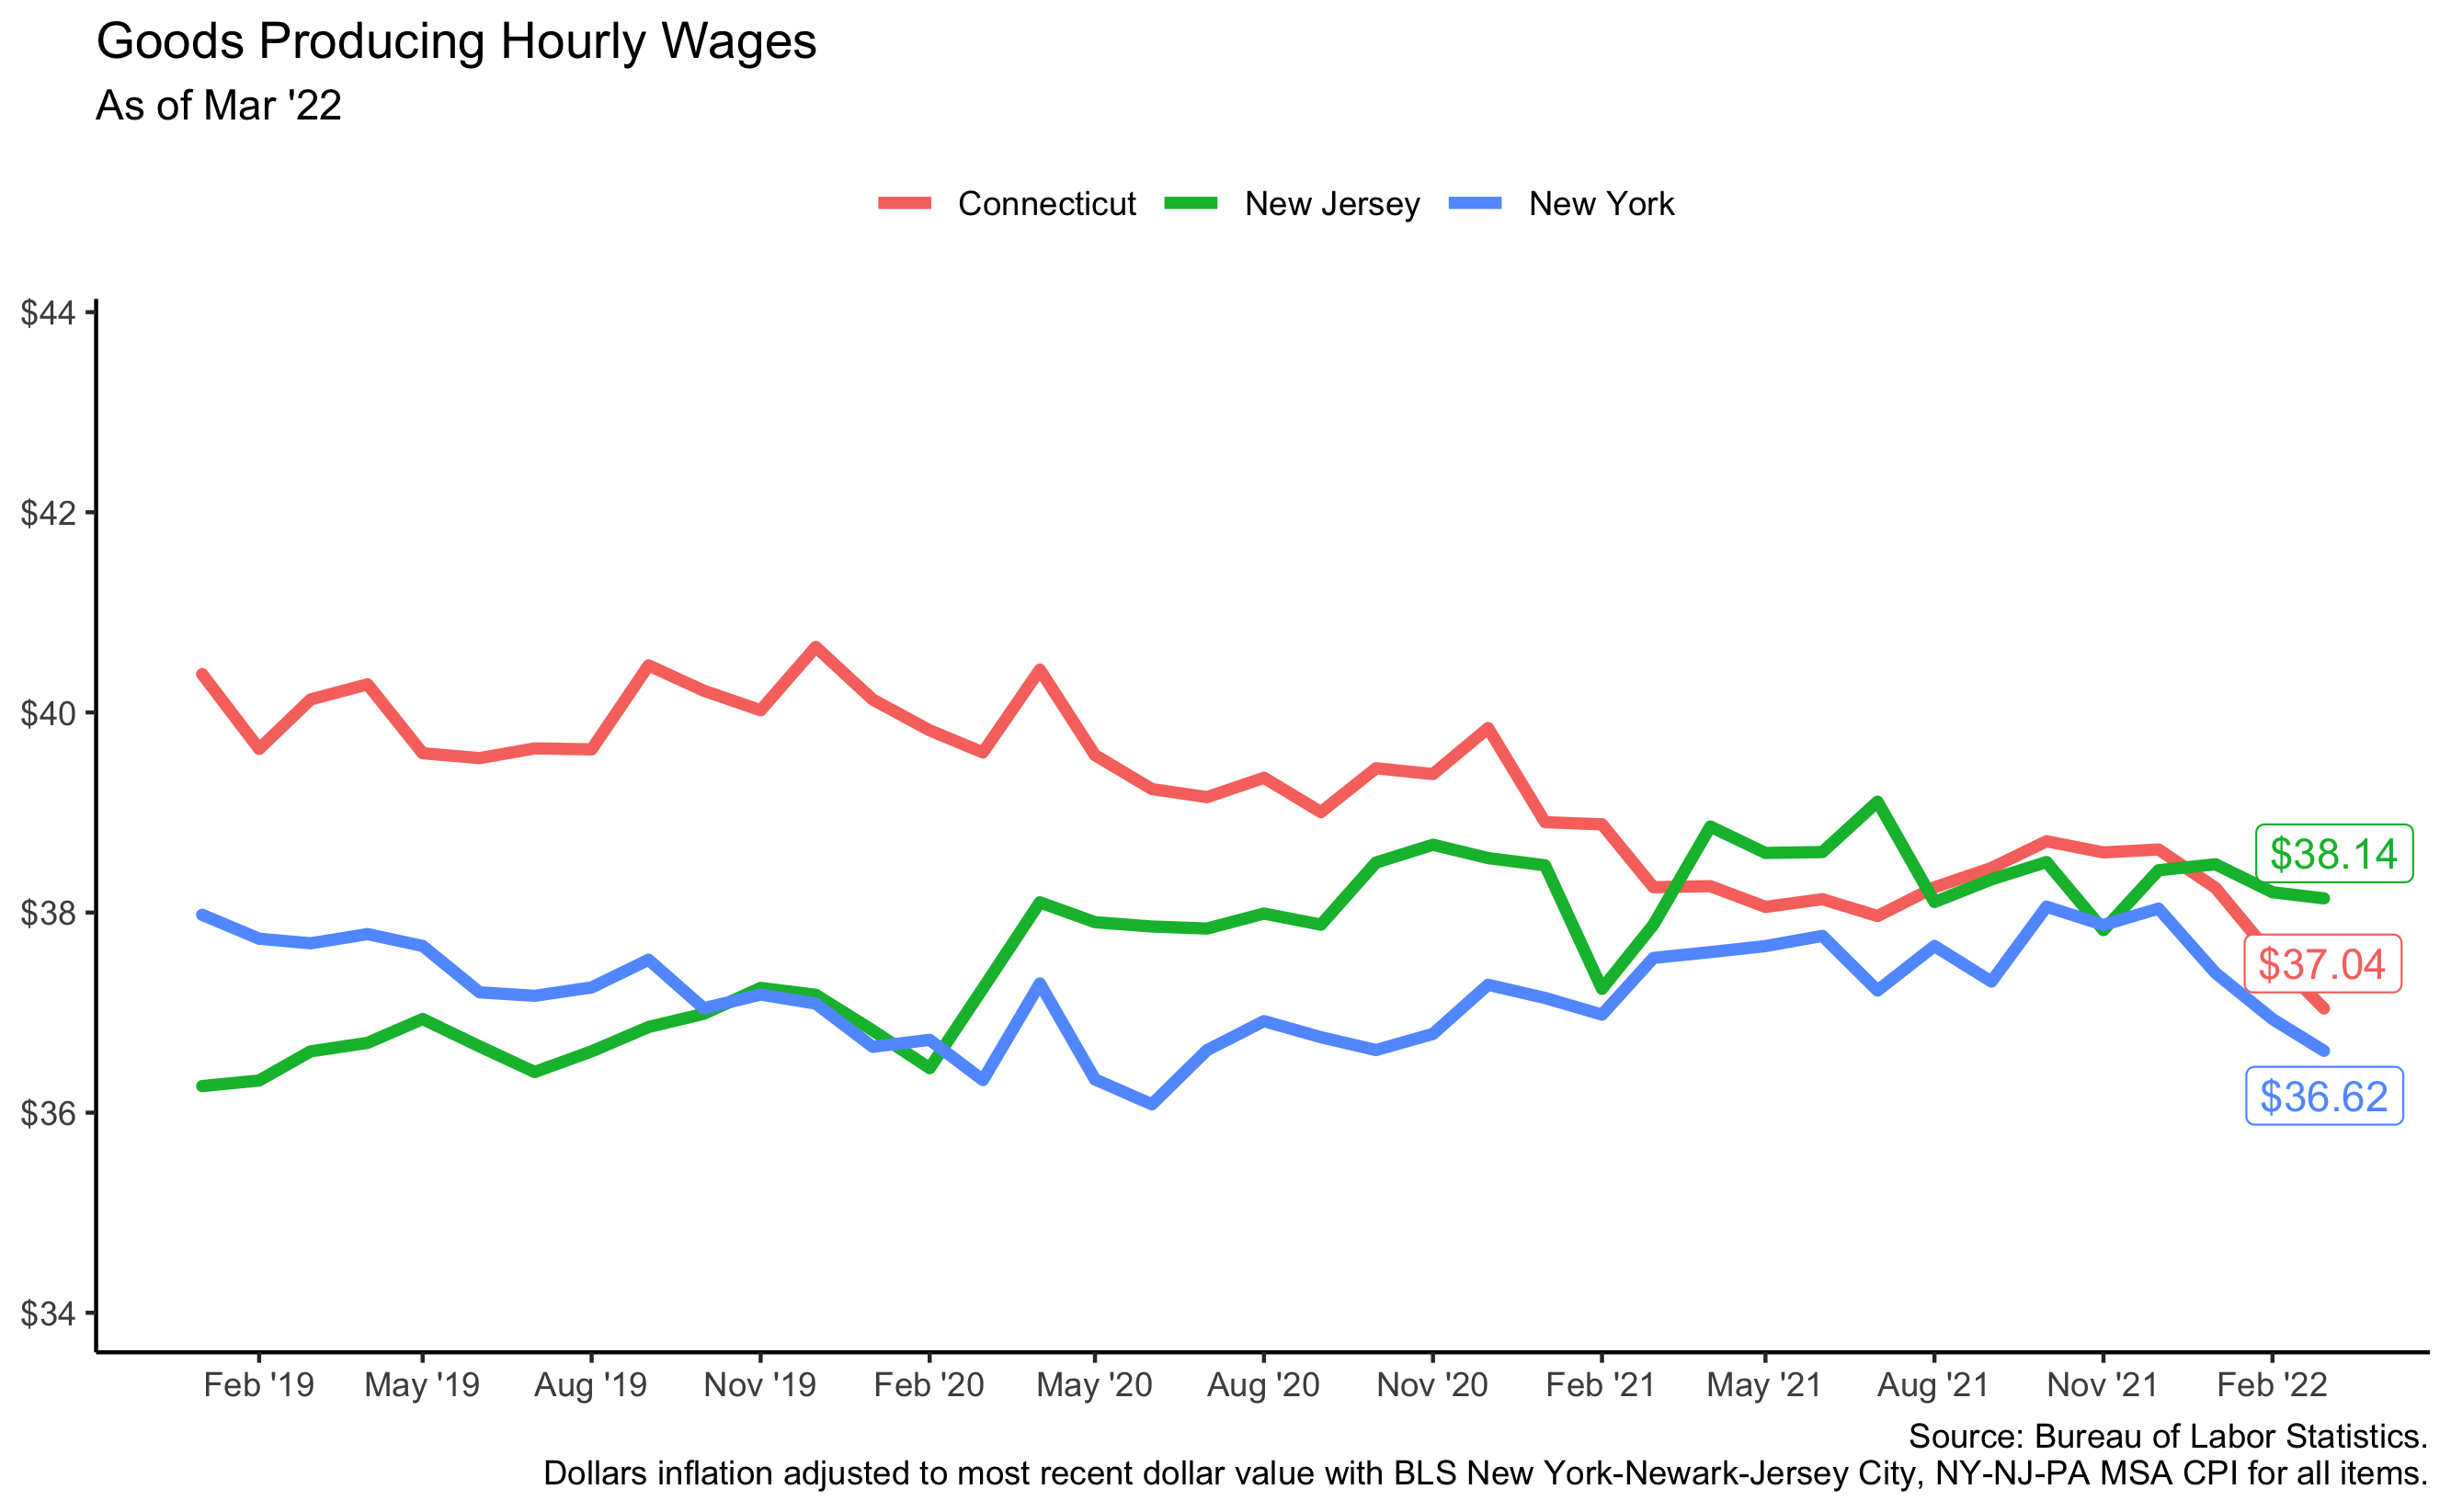 Goods Producing Hourly Wages
As of Mar '22
Connecticut New Jersey New York
$44
$42
$40
$38
$36
$34
$38.14
$37.04
$36.62
Feb '19 May '19 Aug '19 Nov '19 Feb '20 May '20 Aug '20 Nov '20 Feb '21 May '21 Aug '21 Nov '21 Feb '22
Source: Bureau of Labor Statistics.
Dollars inflation adjusted to most recent dollar value with BLS New York-Newark-Jersey City, NY-NJ-PA MSA CPI for all items.